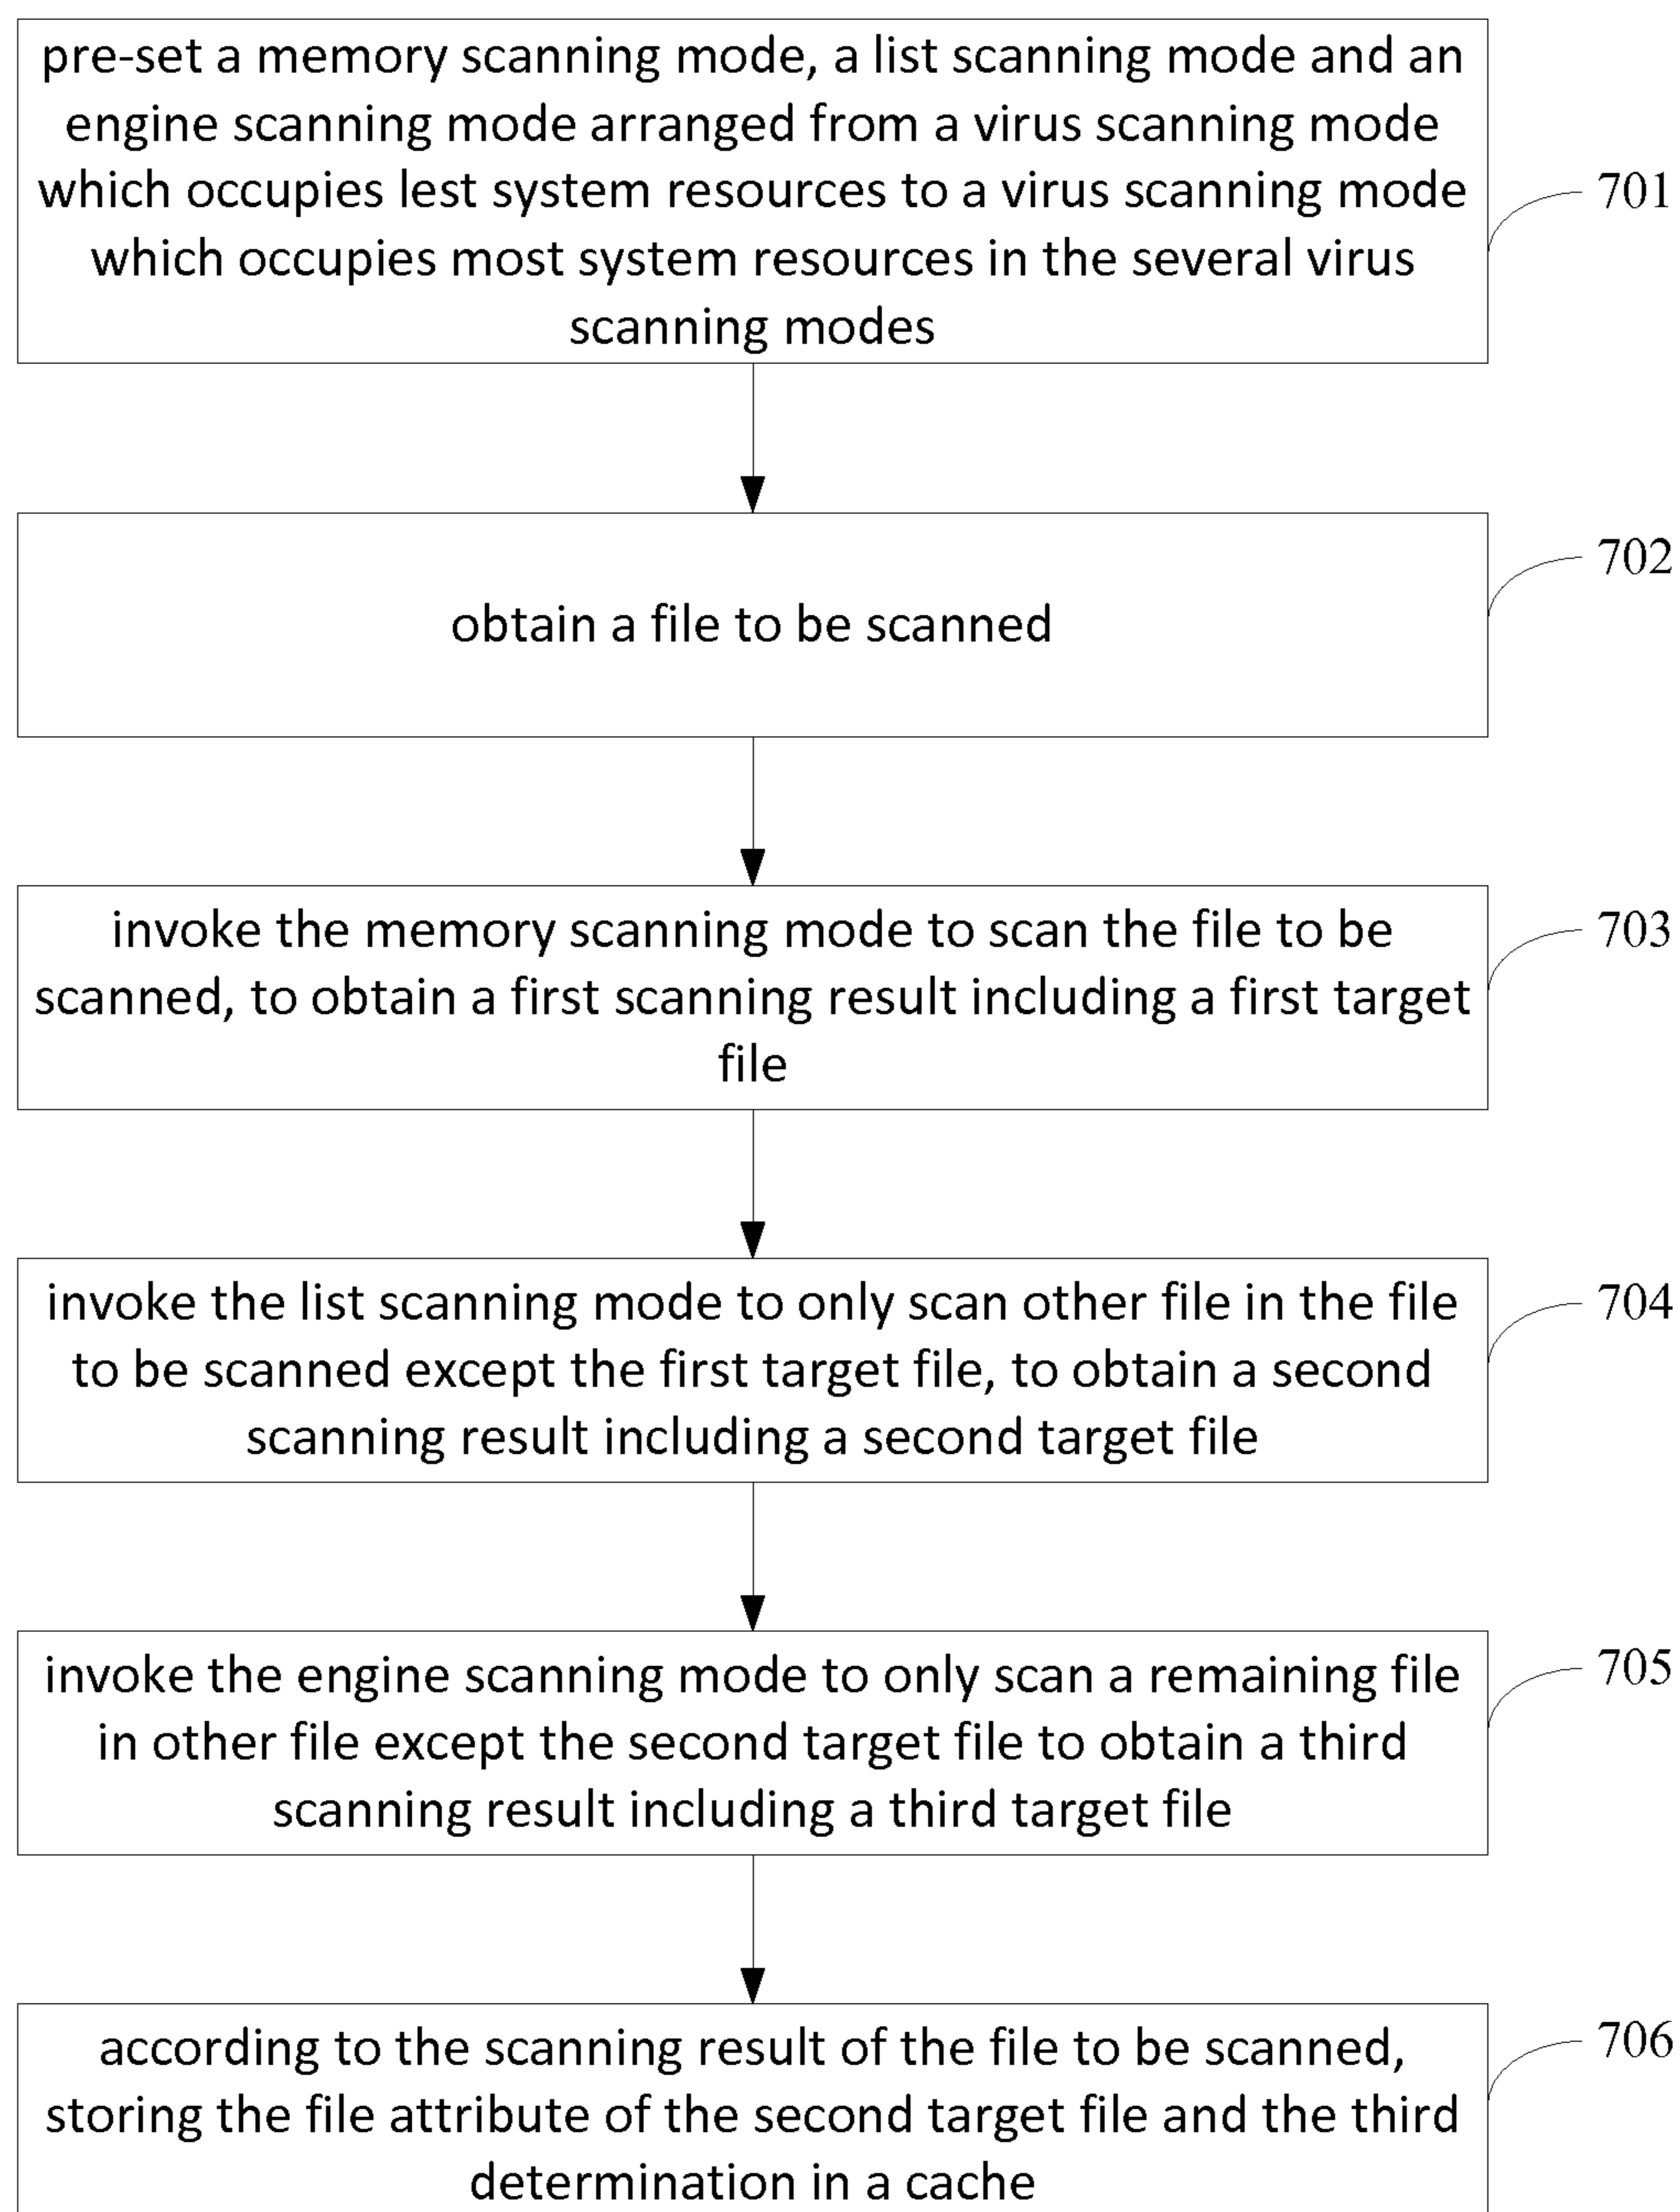 pre-set a memory scanning mode, a list scanning mode and an
engine scanning mode arranged from a virus scanning mode
which occupies lest system resources to a virus scanning mode
which occupies most system resources in the several virus
scanning modes
701
obtain a file to be scanned
702
invoke the memory scanning mode to scan the file to be
scanned, to obtain a first scanning result including a first target
file
703
invoke the list scanning mode to only scan other file in the file
to be scanned except the first target file, to obtain a second
scanning result including a second target file
704
invoke the engine scanning mode to only scan a remaining file
in other file except the second target file to obtain a third
scanning result including a third target file
705
according to the scanning result of the file to be scanned,
storing the file attribute of the second target file and the third
determination in a cache
706